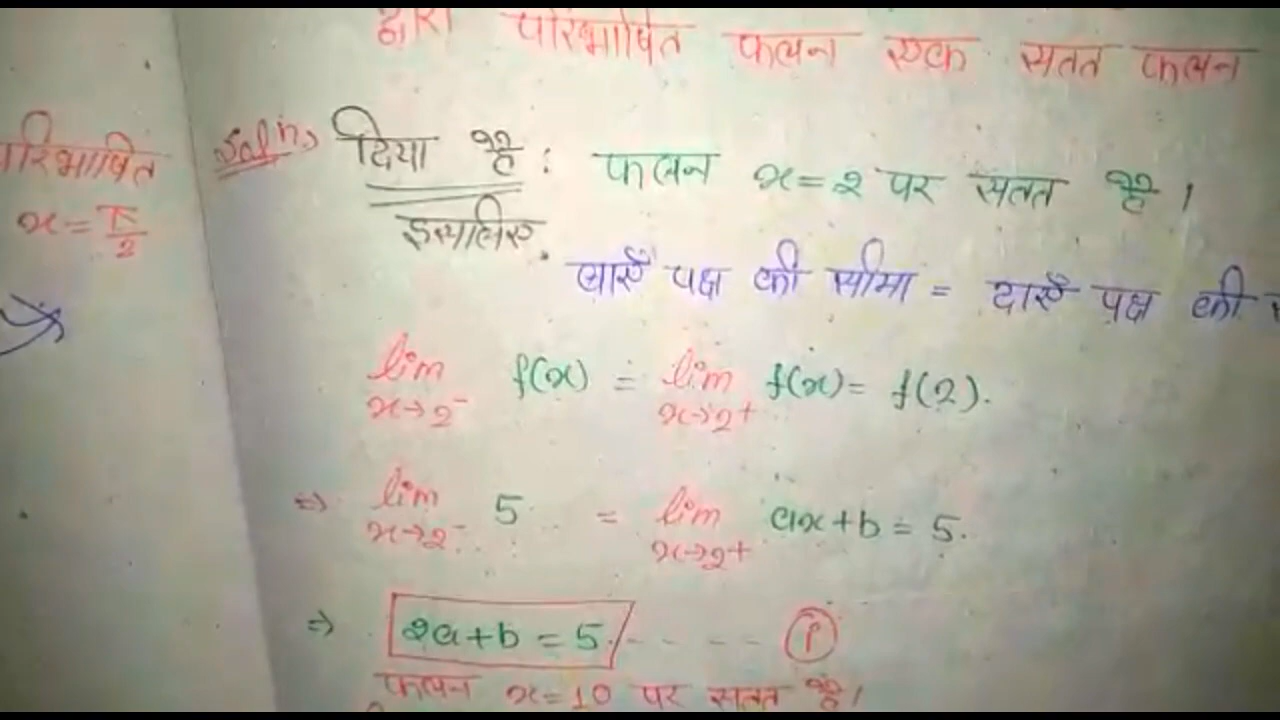 द्वारा परिभाषित फलन एक सतत फलन
परिभाषित
x = π/2
Soln> दिया है : फलन x=2 पर सतत है ।
इसलिए
बाएँ पक्ष की सीमा = दाएँ पक्ष की
lim x→2⁻ f(x) = lim x→2+ f(x) = f(2).
=> lim x→2⁻ 5 = lim x→2+ ax+b = 5.
=> 2a+b = 5. - - - - (i)
फलन x=10 पर सतत है।